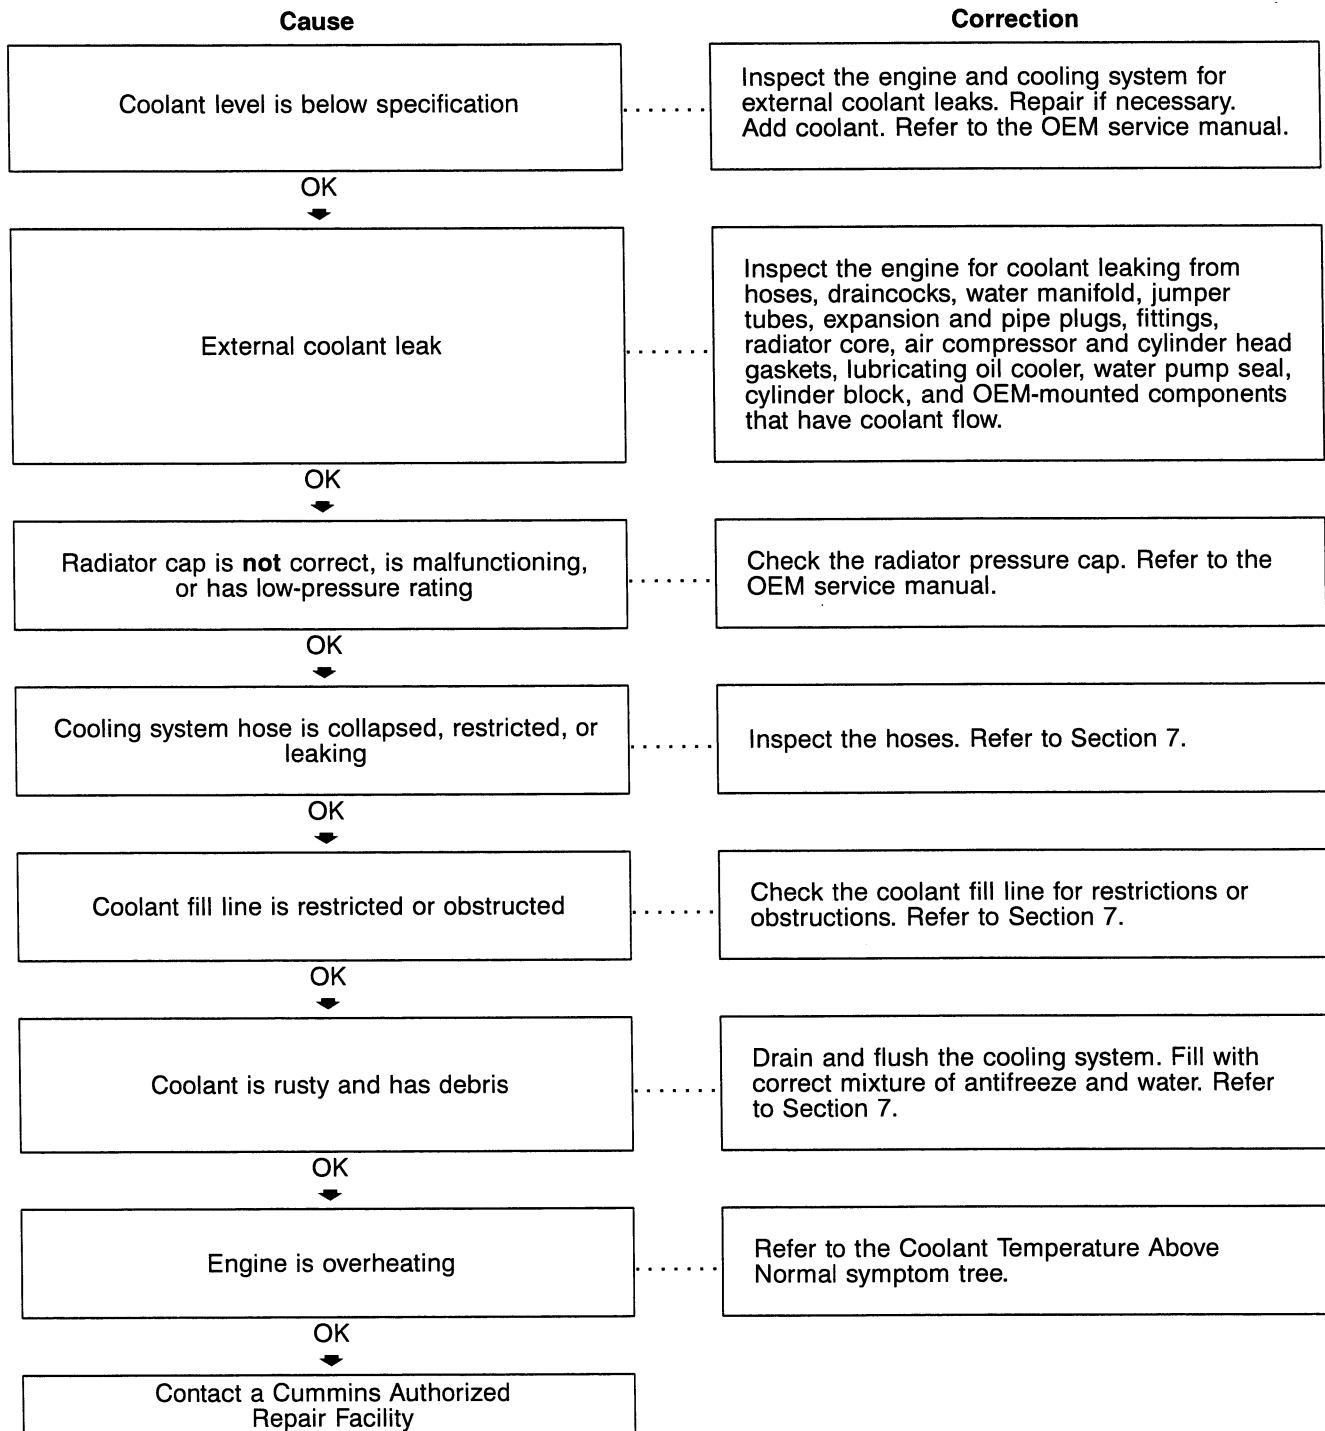 Cause
Correction
Coolant level is below specification
Inspect the engine and cooling system for
external coolant leaks. Repair if necessary.
Add coolant. Refer to the OEM service manual.
OK
External coolant leak
Inspect the engine for coolant leaking from
hoses, draincocks, water manifold, jumper
tubes, expansion and pipe plugs, fittings,
radiator core, air compressor and cylinder head
gaskets, lubricating oil cooler, water pump seal,
cylinder block, and OEM-mounted components
that have coolant flow.
OK
Radiator cap is not correct, is malfunctioning,
or has low-pressure rating
Check the radiator pressure cap. Refer to the
OEM service manual.
OK
Cooling system hose is collapsed, restricted, or
leaking
Inspect the hoses. Refer to Section 7.
OK
Coolant fill line is restricted or obstructed
Check the coolant fill line for restrictions or
obstructions. Refer to Section 7.
OK
Coolant is rusty and has debris
Drain and flush the cooling system. Fill with
correct mixture of antifreeze and water. Refer
to Section 7.
OK
Engine is overheating
Refer to the Coolant Temperature Above
Normal symptom tree.
OK
Contact a Cummins Authorized
Repair Facility